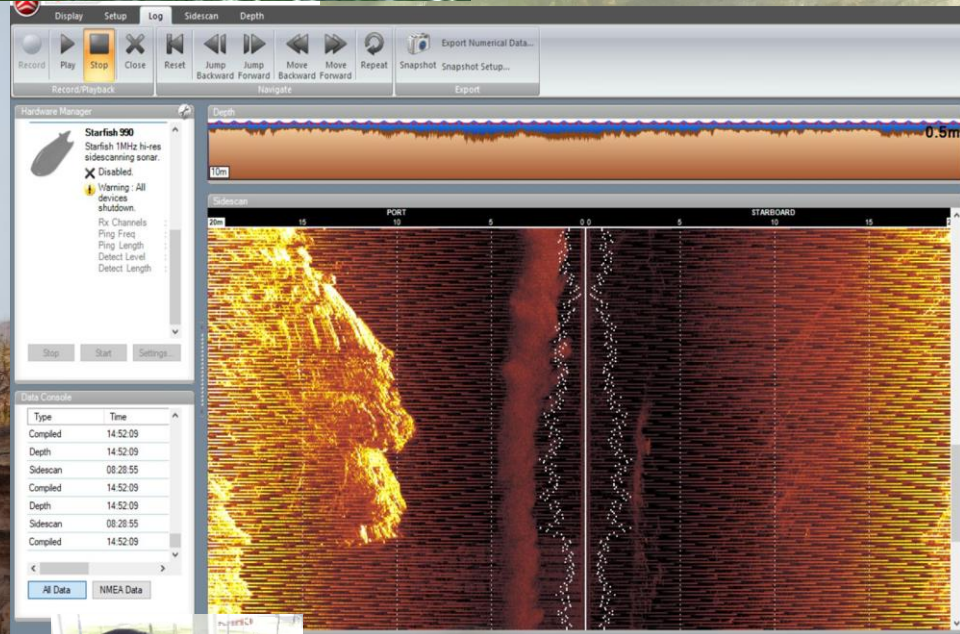 Display Setup Log Sidescan Depth
Record Play Stop Close Reset Jump Backward Jump Forward Move Backward Move Forward Repeat Snapshot
Export Numerical Data...
Snapshot Setup...
Record/Playback Navigate Export
Hardware Manager
Starfish 990
Starfish 1MHz hi-res
sidescanning sonar.
Disabled.
Warning : All
devices
shutdown.
Rx Channels :
Ping Freq :
Ping Length :
Detect Level :
Detect Length :
Stop Start Settings...
Data Console
Type Time
Compiled 14:52:09
Depth 14:52:09
Sidescan 08:28:55
Compiled 14:52:09
Depth 14:52:09
Sidescan 08:28:55
Compiled 14:52:09
All Data NMEA Data
Depth
0.5m
10m
Sidescan
PORT STARBOARD
20m 15 10 5 0 0 5 10 15